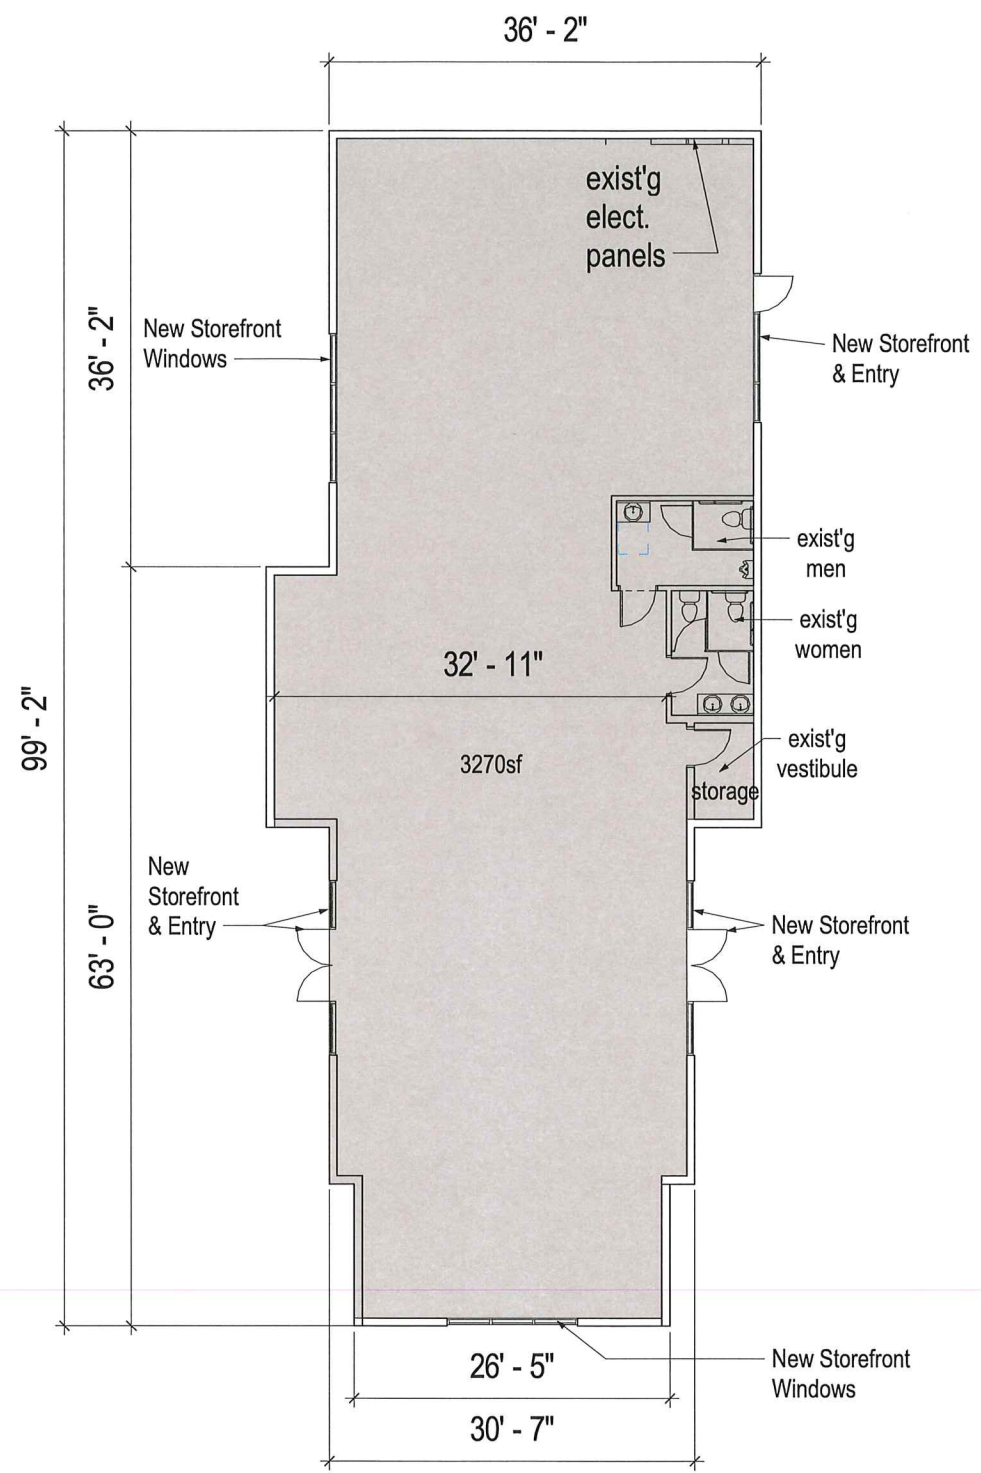 36' - 2"
exist'g
elect.
panels
36' - 2"
New Storefront
Windows
New Storefront
& Entry
exist'g
men
exist'g
women
32' - 11"
99' - 2"
exist'g
vestibule
3270sf
storage
New
Storefront
& Entry
63' - 0"
New Storefront
& Entry
26' - 5"
New Storefront
Windows
30' - 7"